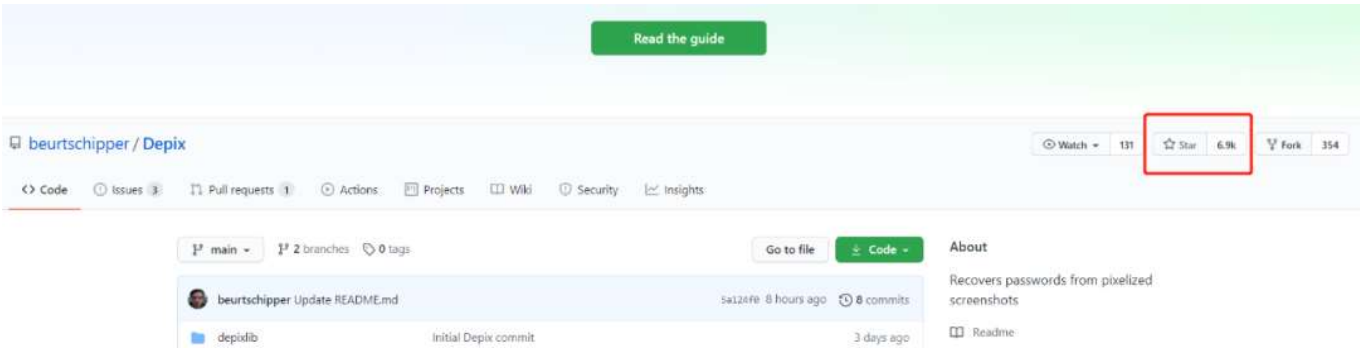 Read the guide
beurtschipper / Depix
Watch 131 Star 6.9k Fork 354
<> Code Issues 3 Pull requests 1 Actions Projects Wiki Security Insights
main 2 branches 0 tags Go to file Code
About
Recovers passwords from pixelized
screenshots
beurtschipper Update README.md 5a124f0 8 hours ago 8 commits
Readme
depixlib Initial Depix commit 3 days ago